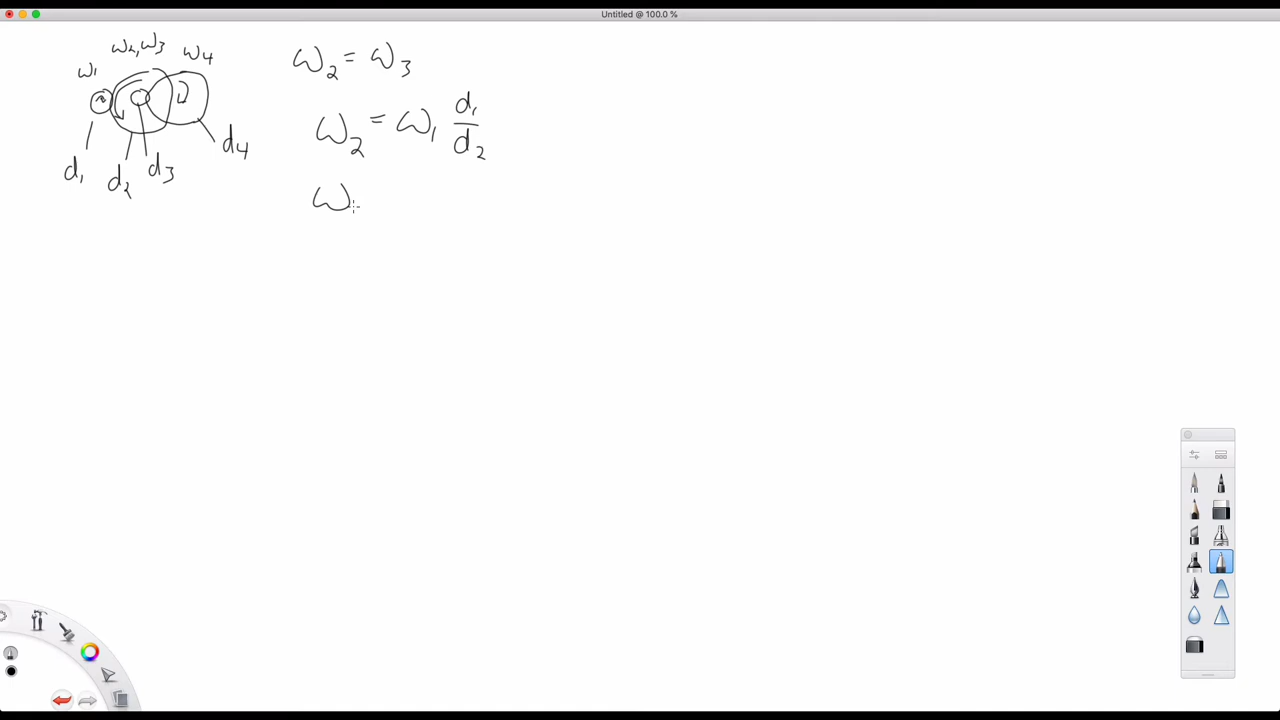 Untitled @ 100.0 %
ω₂,ω₃
ω₄
ω₁
d₁
d₂
d₃
d₄
ω₂ = ω₃
ω₂ = ω₁ d₁/d₂
ω